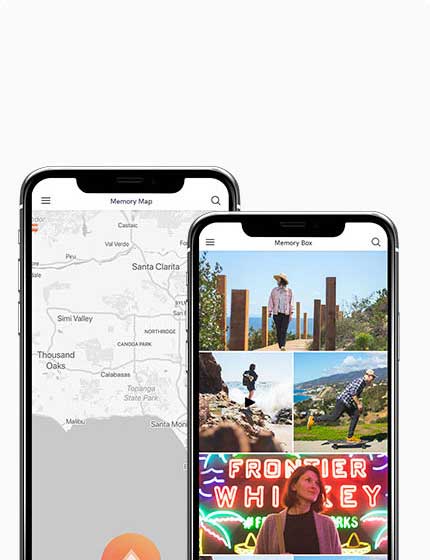 Memory Map
Castaic
Val Verde
Piru
Santa Clarita
Simi Valley
NORTHRIDGE
CANOGA PARK
Thousand
Oaks
Calabasas
Topanga
State Park
Malibu
Santa Moni
Memory Box
FRONTIER
WHISKEY